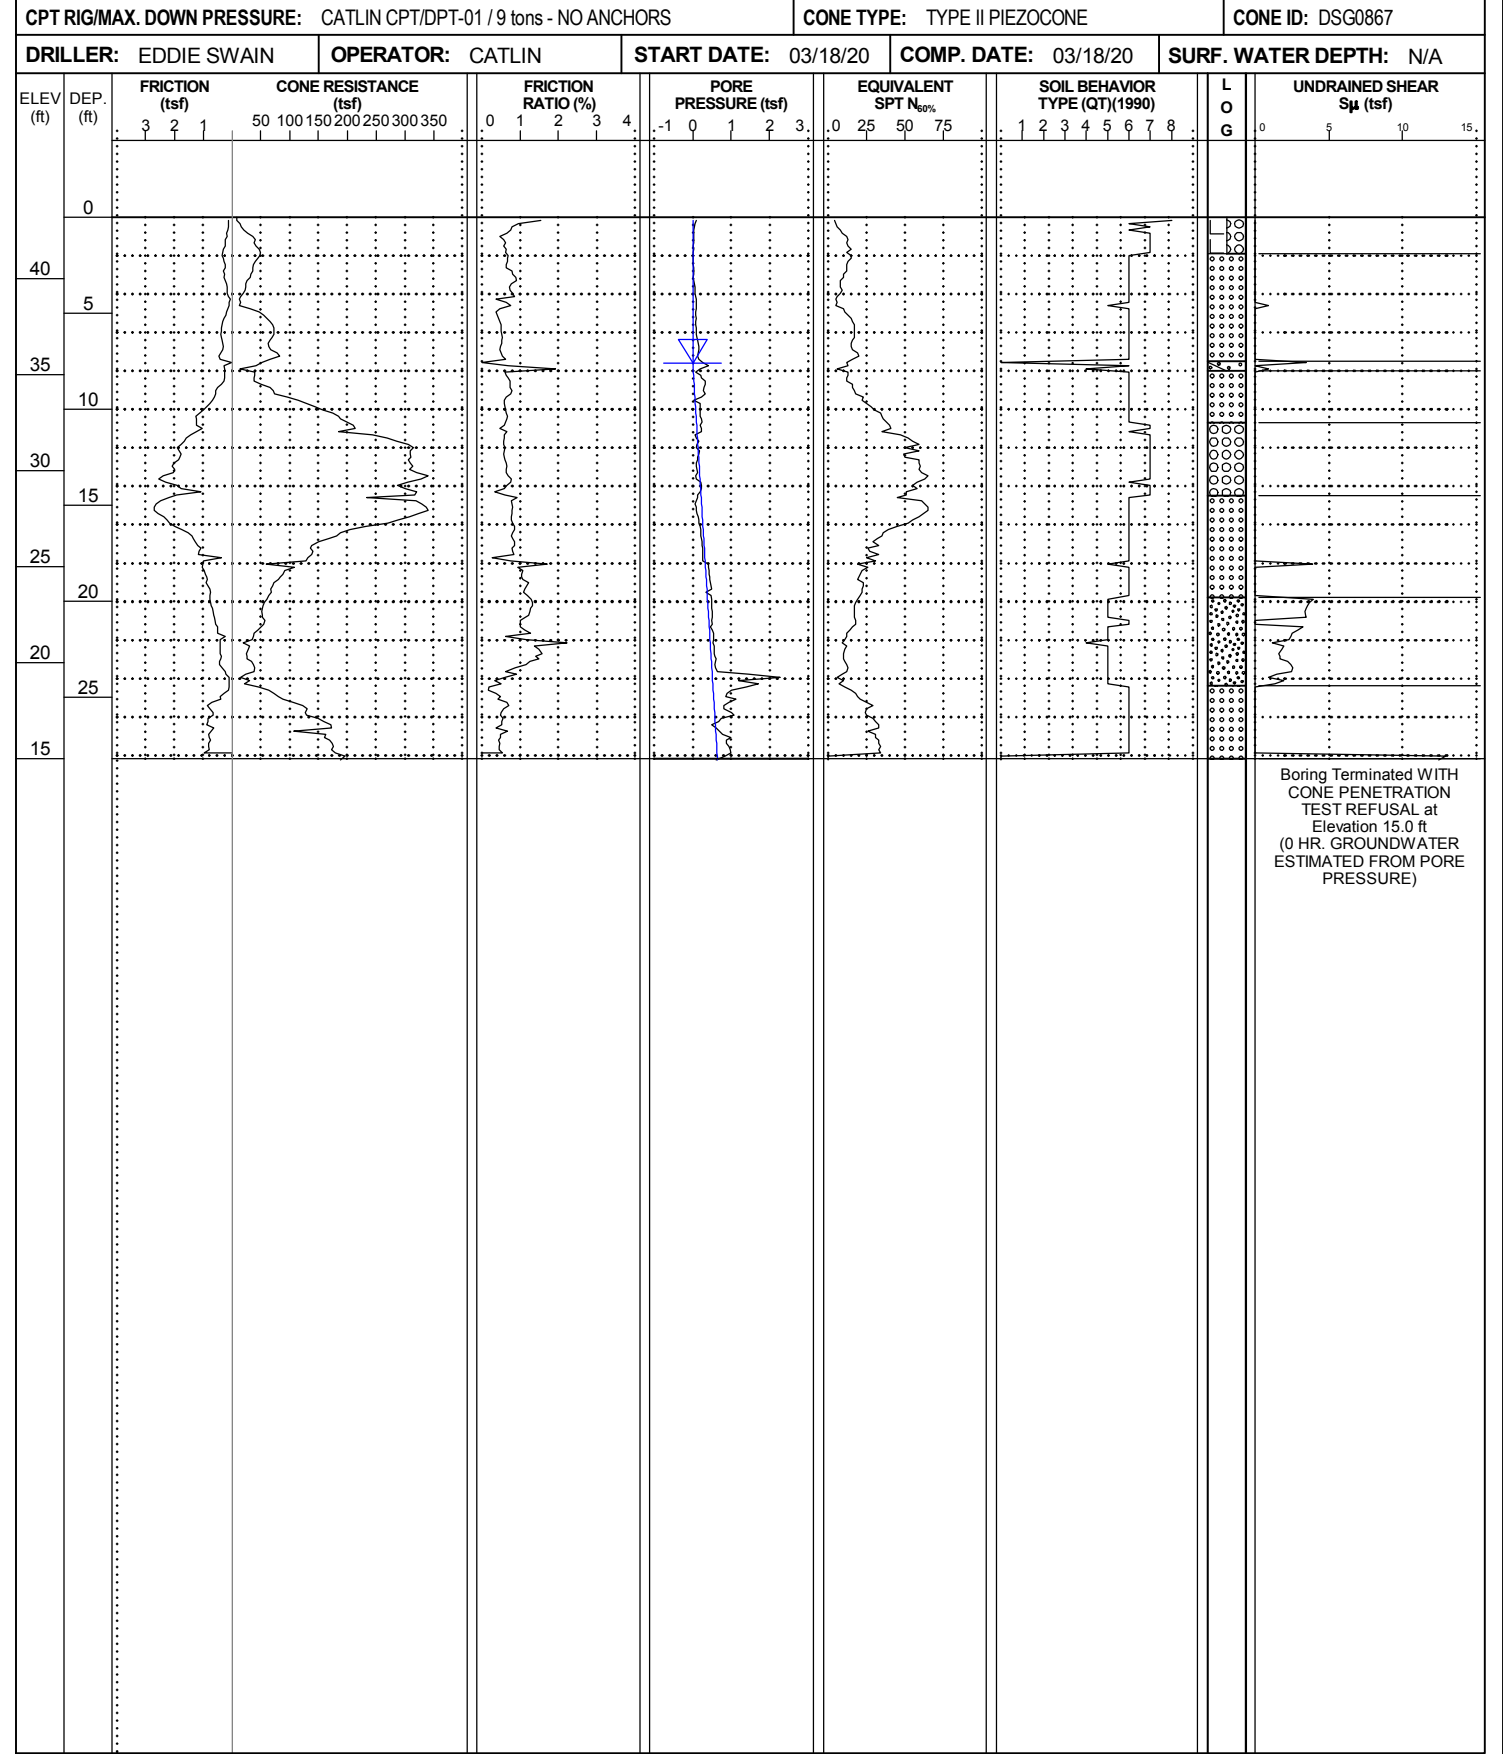 CPT RIG/MAX. DOWN PRESSURE: CATLIN CPT/DPT-01 / 9 tons - NO ANCHORS CONE TYPE: TYPE II PIEZOCONE CONE ID: DSG0867
DRILLER: EDDIE SWAIN OPERATOR: CATLIN START DATE: 03/18/20 COMP. DATE: 03/18/20 SURF. WATER DEPTH: N/A
ELEV (ft)
DEP. (ft)
FRICTION (tsf)
3 2 1
CONE RESISTANCE (tsf)
50 100 150 200 250 300 350
FRICTION RATIO (%)
0 1 2 3 4
PORE PRESSURE (tsf)
-1 0 1 2 3
EQUIVALENT SPT N60%
0 25 50 75
SOIL BEHAVIOR TYPE (QT)(1990)
1 2 3 4 5 6 7 8
L
O
G
UNDRAINED SHEAR
Sμ (tsf)
0 5 10 15
0
40
5
35
10
30
15
25
20
20
25
15
Boring Terminated WITH
CONE PENETRATION
TEST REFUSAL at
Elevation 15.0 ft
(0 HR. GROUNDWATER
ESTIMATED FROM PORE
PRESSURE)